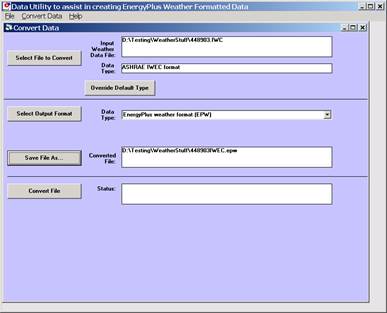 Data Utility to assist in creating EnergyPlus Weather Formatted Data
File Convert Data Help
Convert Data
Input Weather Data File: D:\Testing\WeatherStuff\448903.IWC
Select File to Convert
Data Type: ASHRAE IWEC format
Override Default Type
Select Output Format Data Type: EnergyPlus weather format (EPW)
Save File As... Converted File: D:\Testing\WeatherStuff\448903IWEC.epw
Convert File Status: